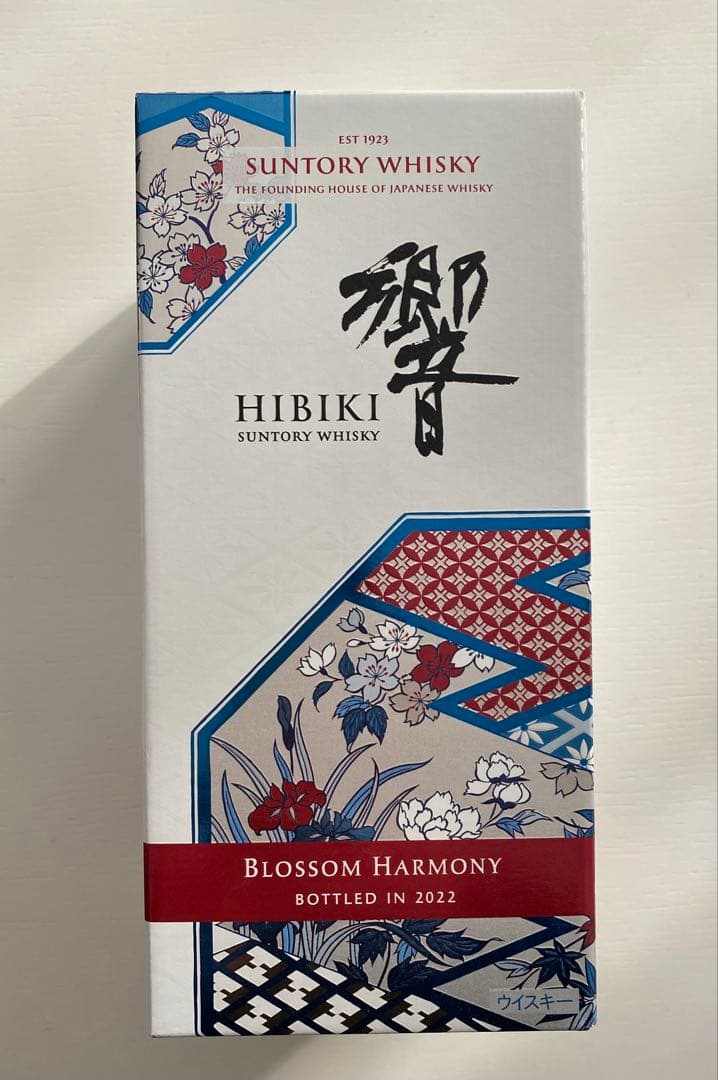 EST 1923
SUNTORY WHISKY
THE FOUNDING HOUSE OF JAPANESE WHISKY
響
HIBIKI
SUNTORY WHISKY
BLOSSOM HARMONY
BOTTLED IN 2022
ウイスキー